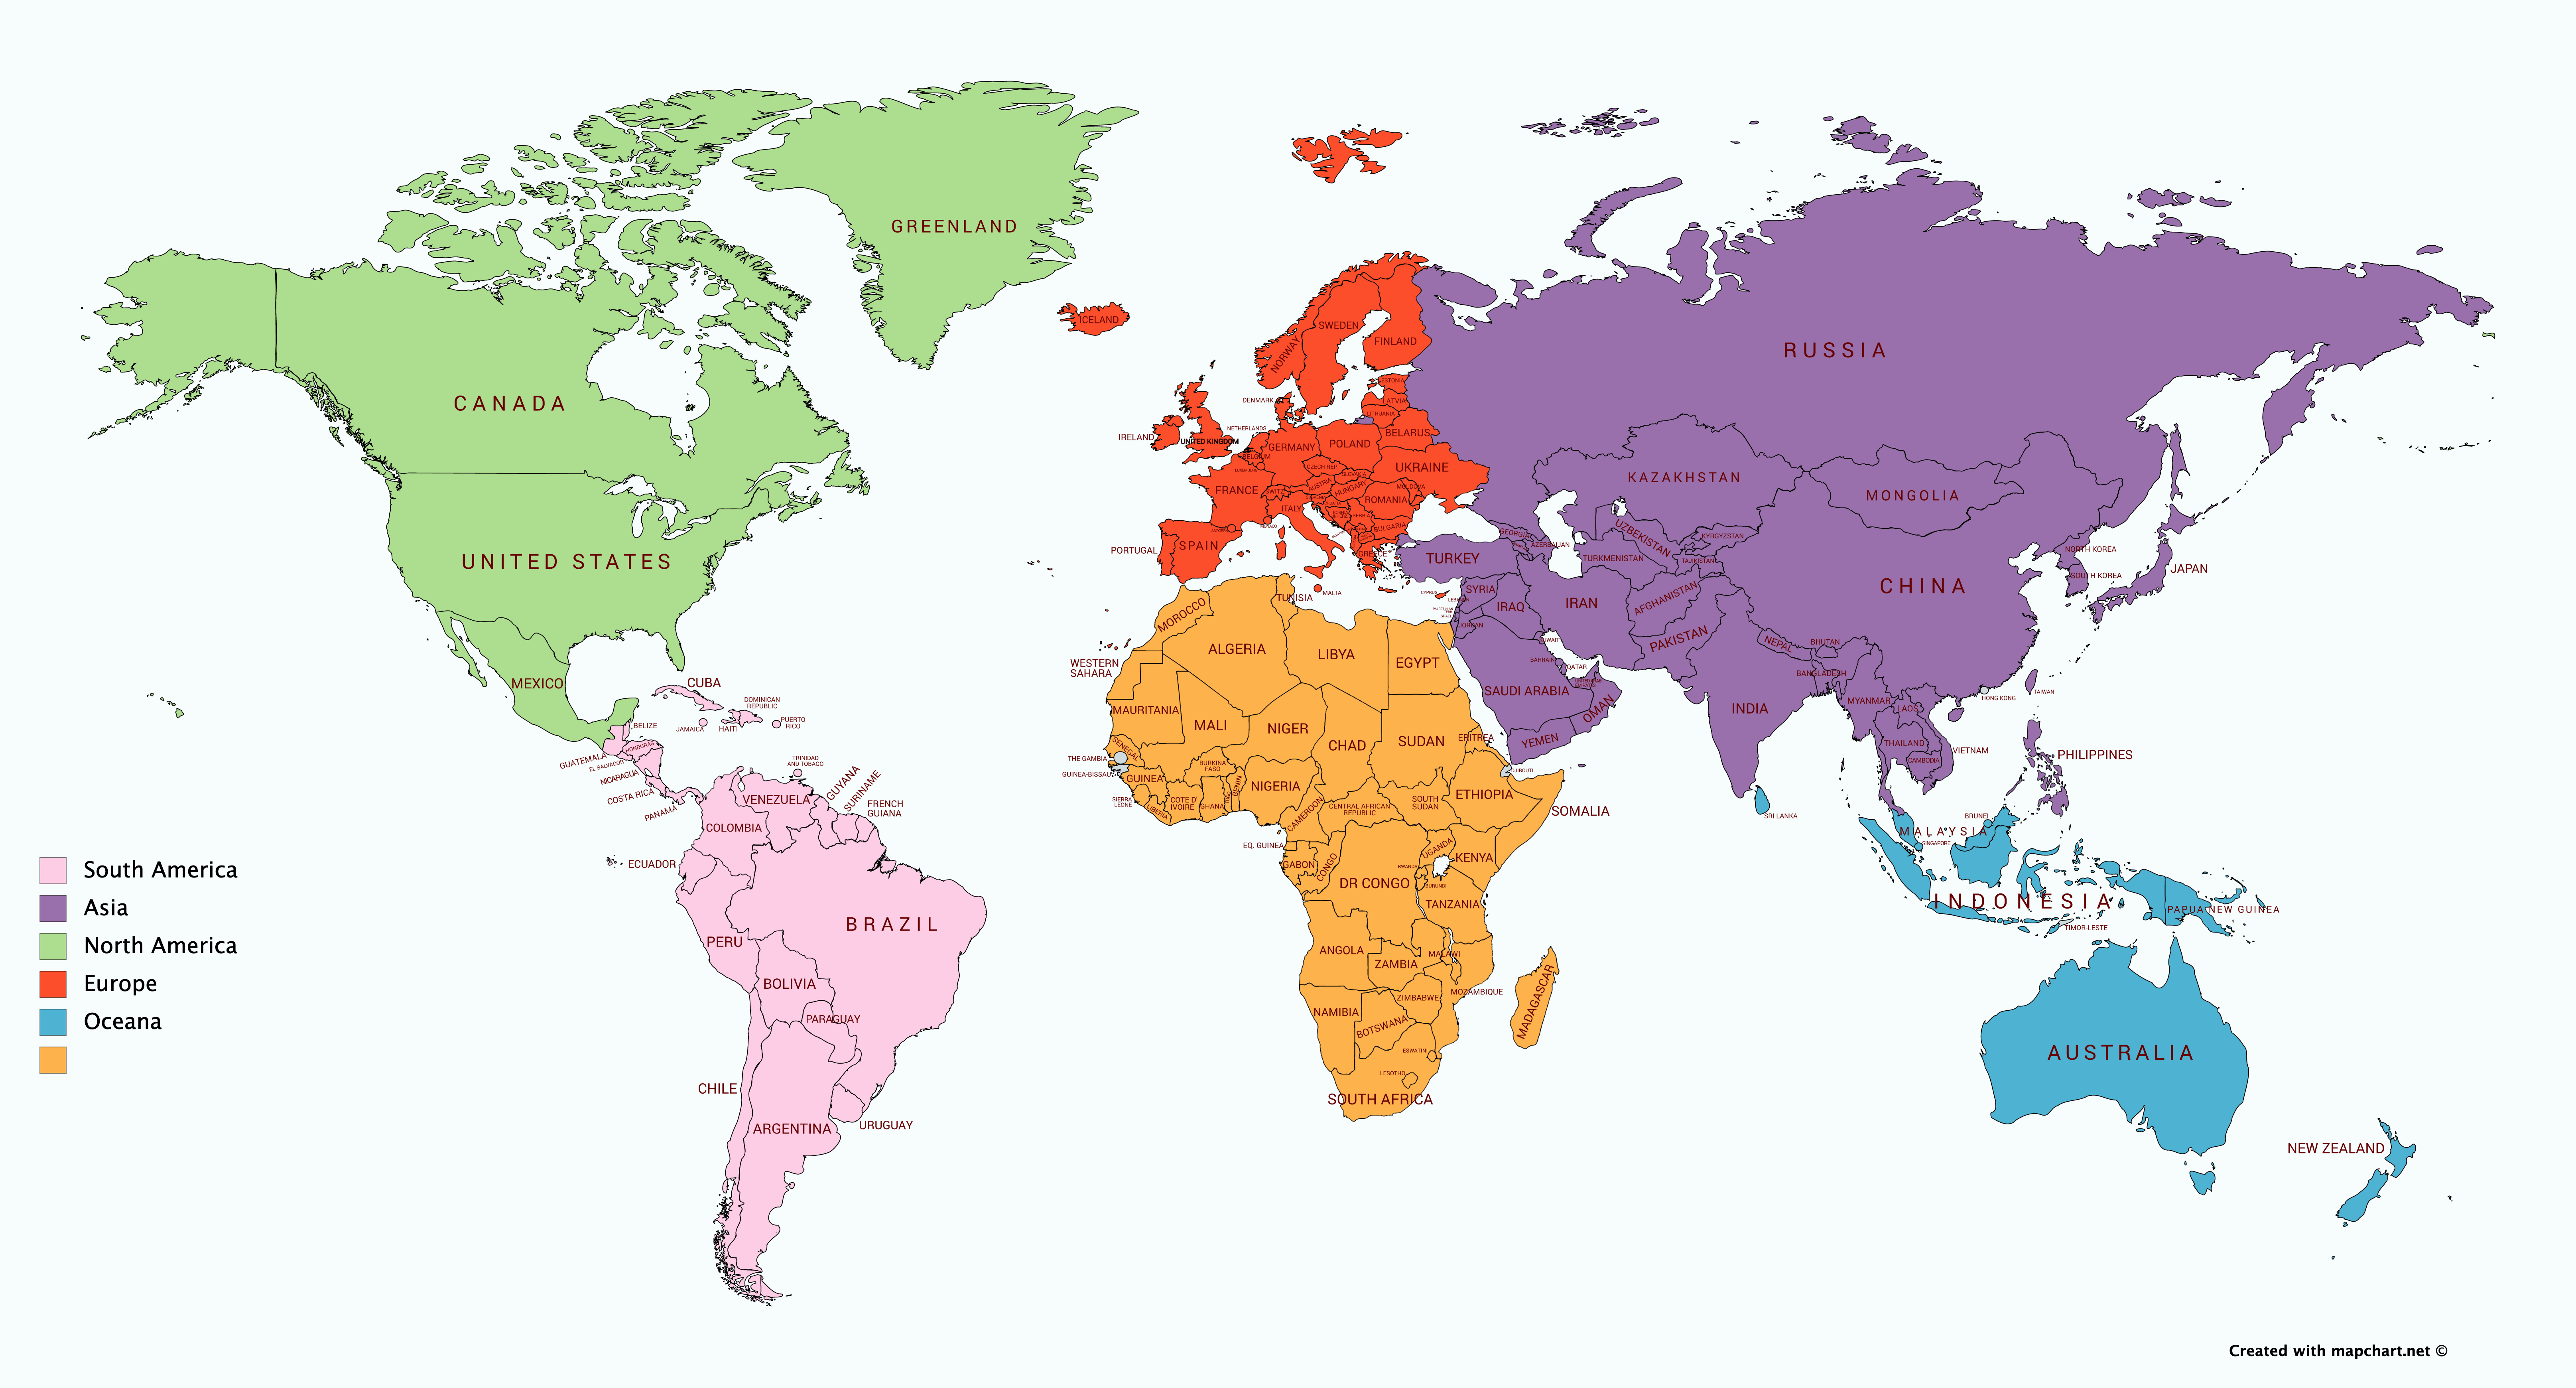 GREENLAND
ICELAND
CANADA
UNITED STATES
MEXICO
CUBA
DOMINICAN
REPUBLIC
JAMAICA
HAITI
PUERTO
RICO
BELIZE
HONDURAS
GUATEMALA
EL SALVADOR
NICARAGUA
COSTA RICA
PANAMA
TRINIDAD
AND TOBAGO
VENEZUELA
GUYANA
SURINAME
FRENCH
GUIANA
COLOMBIA
ECUADOR
BRAZIL
PERU
BOLIVIA
PARAGUAY
CHILE
ARGENTINA
URUGUAY
SWEDEN
NORWAY
FINLAND
ESTONIA
LATVIA
LITHUANIA
DENMARK
IRELAND
UNITED KINGDOM
NETHERLANDS
BELGIUM
LUXEMBOURG
GERMANY
POLAND
BELARUS
UKRAINE
CZECH REP.
SLOVAKIA
AUSTRIA
HUNGARY
MOLDOVA
ROMANIA
FRANCE
SWITZ.
ITALY
MONACO
SERBIA
BULGARIA
GREECE
PORTUGAL
SPAIN
MALTA
CYPRUS
RUSSIA
KAZAKHSTAN
MONGOLIA
UZBEKISTAN
KYRGYZSTAN
TURKMENISTAN
TAJIKISTAN
GEORGIA
AZERBAIJAN
TURKEY
SYRIA
IRAQ
IRAN
AFGHANISTAN
PAKISTAN
JORDAN
KUWAIT
BAHRAIN
QATAR
SAUDI ARABIA
OMAN
YEMEN
CHINA
NORTH KOREA
SOUTH KOREA
JAPAN
NEPAL
BHUTAN
BANGLADESH
INDIA
MYANMAR
LAOS
THAILAND
CAMBODIA
VIETNAM
HONG KONG
TAIWAN
PHILIPPINES
SRI LANKA
BRUNEI
MALAYSIA
SINGAPORE
INDONESIA
PAPUA NEW GUINEA
TIMOR-LESTE
AUSTRALIA
NEW ZEALAND
MOROCCO
TUNISIA
ALGERIA
LIBYA
EGYPT
WESTERN
SAHARA
MAURITANIA
MALI
NIGER
CHAD
SUDAN
ERITREA
DJIBOUTI
SENEGAL
THE GAMBIA
GUINEA-BISSAU
GUINEA
SIERRA
LEONE
LIBERIA
COTE D'
IVOIRE
BURKINA
FASO
GHANA
TOGO
BENIN
NIGERIA
CAMEROON
CENTRAL AFRICAN
REPUBLIC
SOUTH
SUDAN
ETHIOPIA
SOMALIA
EQ. GUINEA
GABON
CONGO
DR CONGO
UGANDA
KENYA
RWANDA
BURUNDI
TANZANIA
ANGOLA
ZAMBIA
MALAWI
MOZAMBIQUE
ZIMBABWE
NAMIBIA
BOTSWANA
MADAGASCAR
ESWATINI
LESOTHO
SOUTH AFRICA
South America
Asia
North America
Europe
Oceana
Created with mapchart.net ©